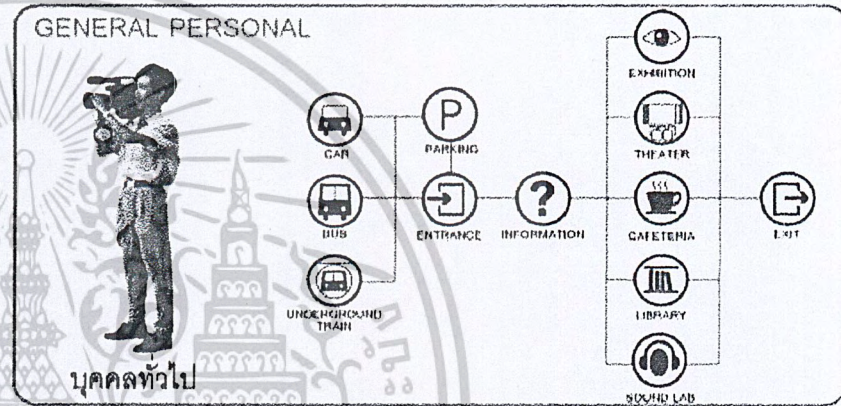 GENERAL PERSONAL
EXHIBITION
CAR
P
PARKING
THEATER
BUS
ENTRANCE
?
INFORMATION
CAFETERIA
EXIT
UNDERGROUND
TRAIN
LIBRARY
SOUND LAB
บุคคลทั่วไป